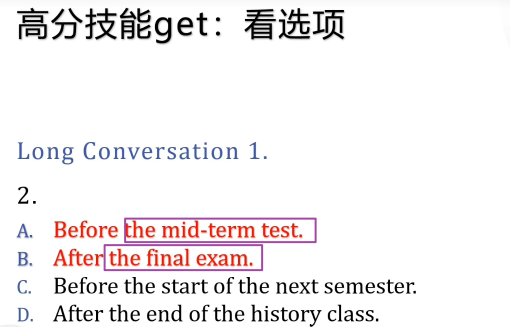 高分技能get：看选项
Long Conversation 1.
2.
A. Before the mid-term test.
B. After the final exam.
C. Before the start of the next semester.
D. After the end of the history class.